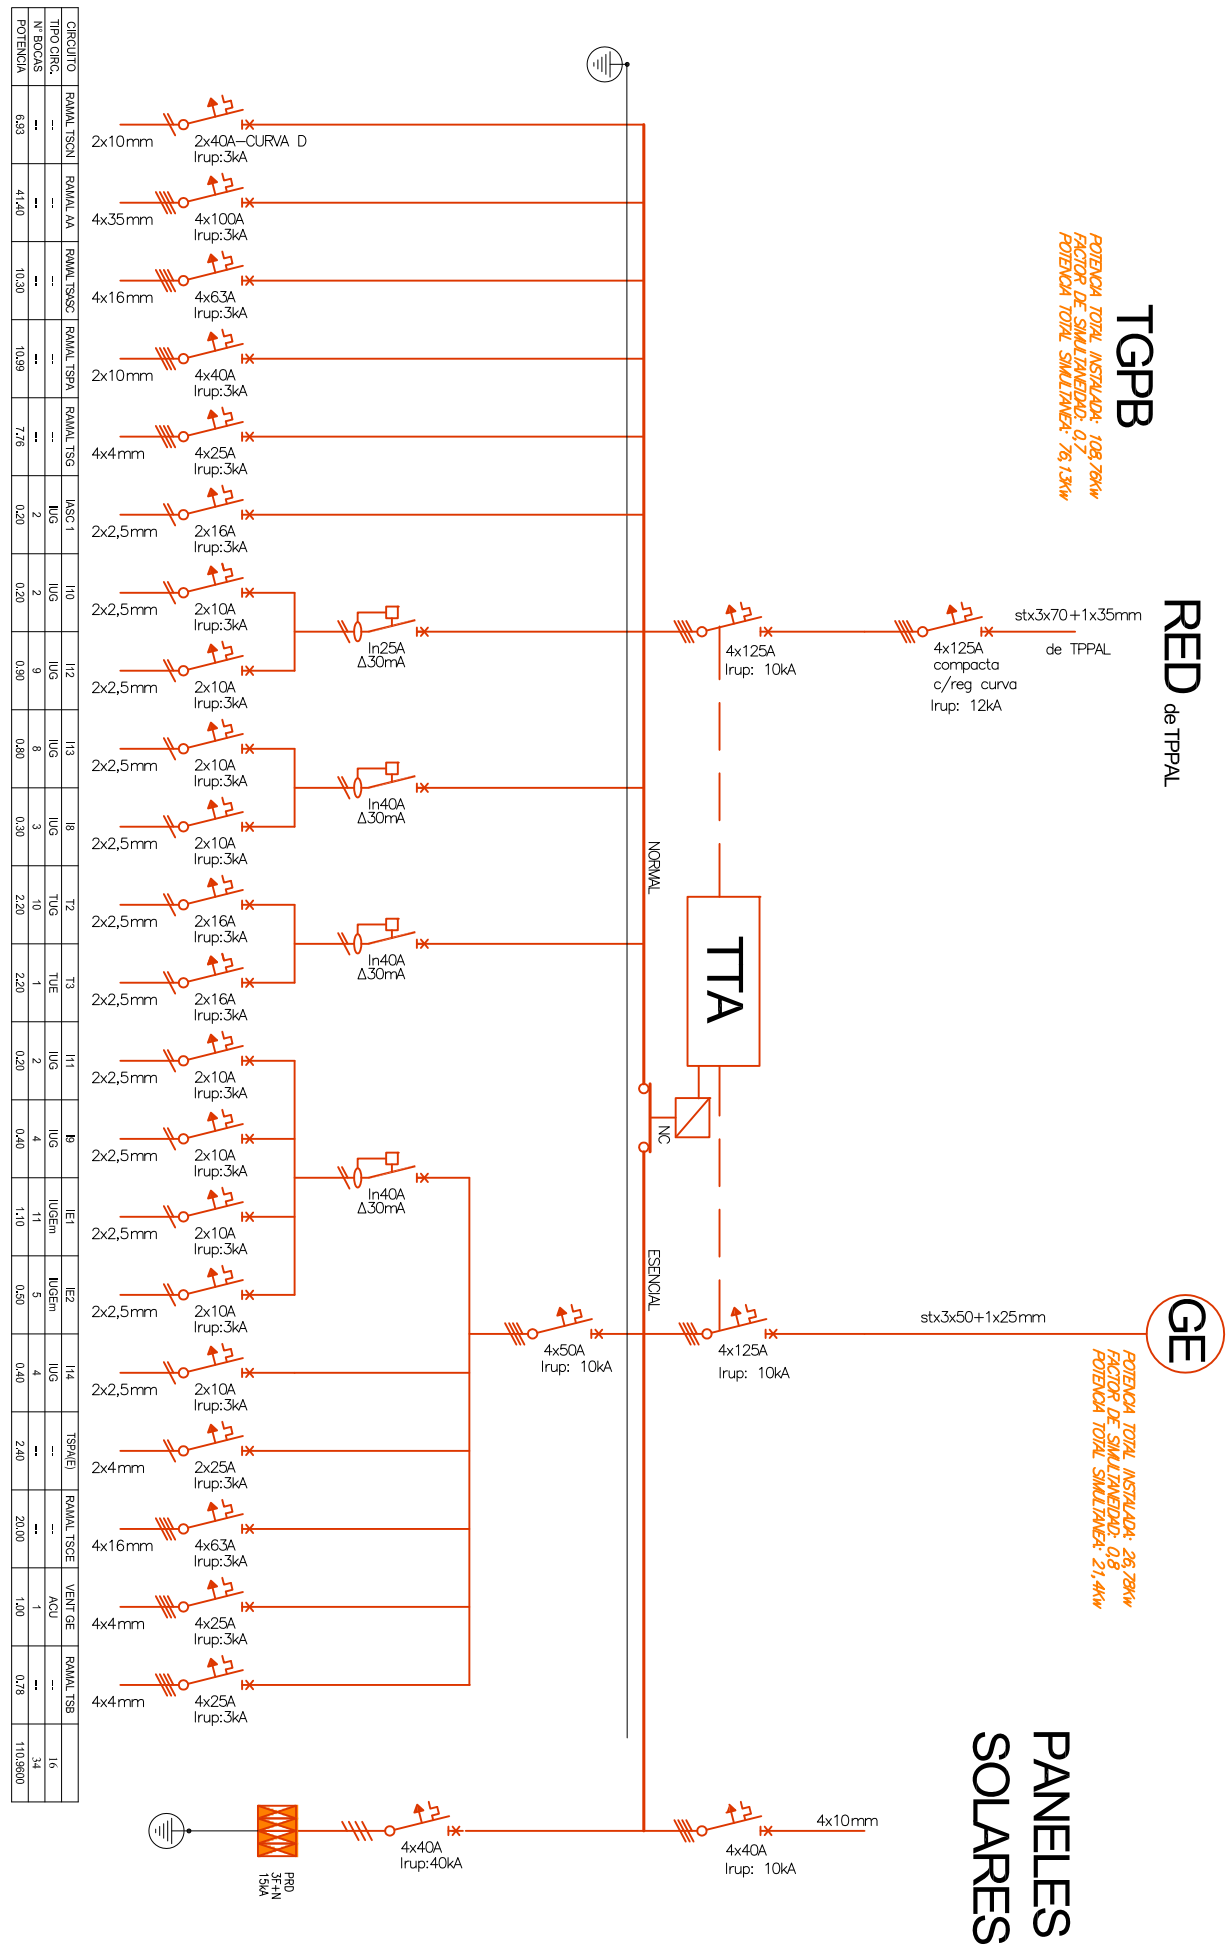 TGPB
POTENCIA TOTAL INSTALADA: 108,76Kw
FACTOR DE SIMULTANEIDAD: 0,7
POTENCIA TOTAL SIMULTANEA: 76,13Kw
RED de TPPAL
stx3x70+1x35mm
de TPPAL
4x125A
compacta
c/reg curva
Irup: 12kA
4x125A
Irup: 10kA
TTA
NORMAL
NC
ESENCIAL
GE
POTENCIA TOTAL INSTALADA: 26,78Kw
FACTOR DE SIMULTANEIDAD: 0,8
POTENCIA TOTAL SIMULTANEA: 21,4Kw
stx3x50+1x25mm
4x125A
Irup: 10kA
4x50A
Irup: 10kA
PANELES
SOLARES
4x10mm
4x40A
Irup: 10kA
4x40A
Irup:40kA
PRD
3F+N
15kA
In25A
Δ30mA
In40A
Δ30mA
In40A
Δ30mA
In40A
Δ30mA
2x10mm
2x40A-CURVA D
Irup:3kA
4x35mm
4x100A
Irup:3kA
4x16mm
4x63A
Irup:3kA
2x10mm
4x40A
Irup:3kA
4x4mm
4x25A
Irup:3kA
2x2,5mm
2x16A
Irup:3kA
2x2,5mm
2x10A
Irup:3kA
2x2,5mm
2x10A
Irup:3kA
2x2,5mm
2x10A
Irup:3kA
2x2,5mm
2x10A
Irup:3kA
2x2,5mm
2x16A
Irup:3kA
2x2,5mm
2x16A
Irup:3kA
2x2,5mm
2x10A
Irup:3kA
2x2,5mm
2x10A
Irup:3kA
2x2,5mm
2x10A
Irup:3kA
2x2,5mm
2x10A
Irup:3kA
2x2,5mm
2x10A
Irup:3kA
2x4mm
2x25A
Irup:3kA
4x16mm
4x63A
Irup:3kA
4x4mm
4x25A
Irup:3kA
4x4mm
4x25A
Irup:3kA
CIRCUITO RAMAL TSCN RAMAL AA RAMAL TSASC RAMAL TSPA RAMAL TSG IASC 1 I10 I12 I13 I8 T2 T3 I11 I9 IE1 IE2 I14 TSPA(E) RAMAL TSCE VENT GE RAMAL TSB
TIPO CIRC. --- --- --- --- --- IUG IUG IUG IUG IUG TUG TUE IUG IUG IUGEm IUGEm IUG --- --- ACU --- 16
N° BOCAS --- --- --- --- --- 2 2 9 8 3 10 1 2 4 11 5 4 --- --- 1 --- 34
POTENCIA 6.93 41.40 10.30 10.99 7.76 0.20 0.20 0.90 0.80 0.30 2.20 2.20 0.20 0.40 1.10 0.50 0.40 2.40 20.00 1.00 0.78 110.9600